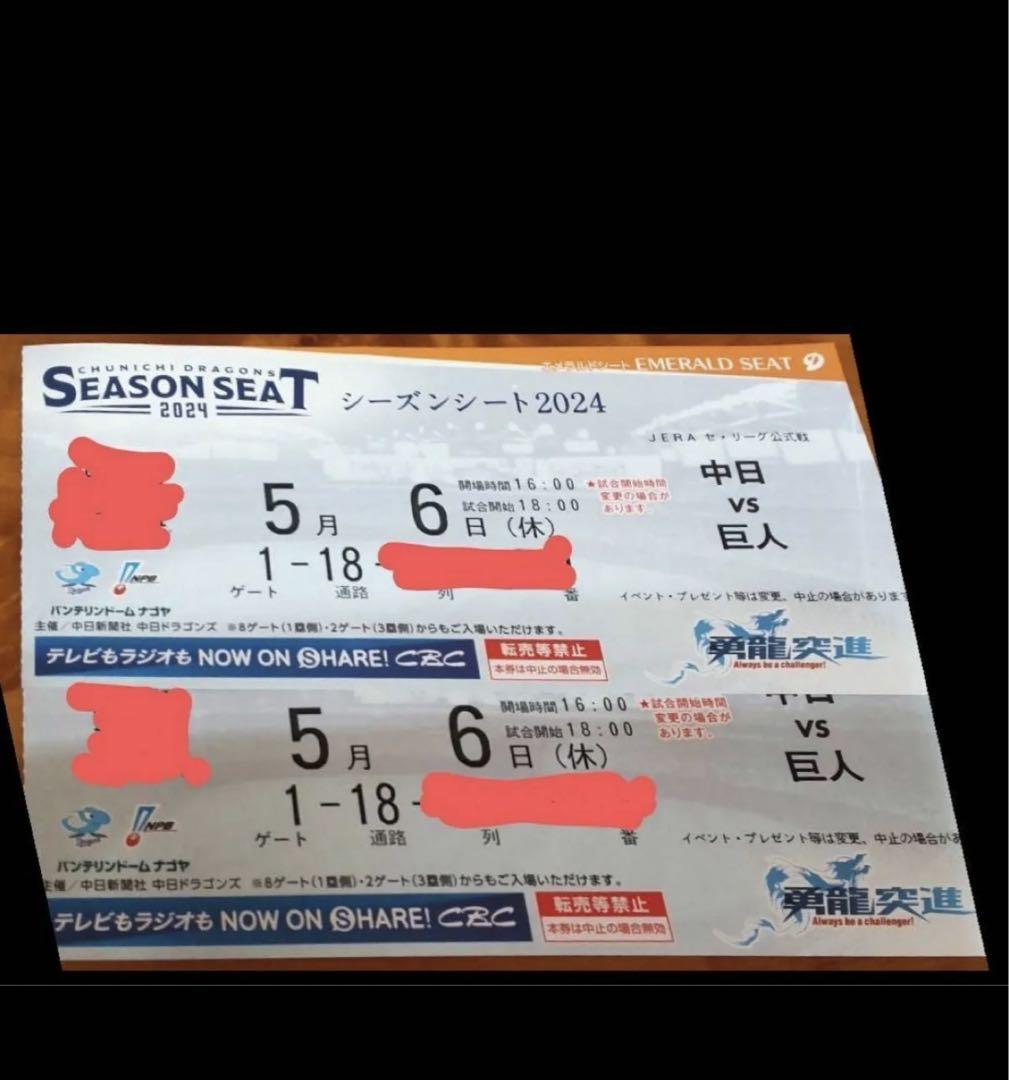 CHUNICHI DRAGONS
SEASON SEAT
2024
シーズンシート2024
エメラルドシート EMERALD SEAT
JERA セ・リーグ公式戦
中日
vs
巨人
5月 6日(休)
開場時間16:00
試合開始18:00
★試合開始時間
変更の場合が
あります。
1-18-
ゲート 通路 列 番
NPB
イベント・プレゼント等は変更、中止の場合があります
バンテリンドーム ナゴヤ
主催/中日新聞社 中日ドラゴンズ ※8ゲート(1塁側)・2ゲート(3塁側)からもご入場いただけます。
テレビもラジオも NOW ON SHARE! CBC
転売等禁止
本券は中止の場合無効
勇龍突進
Always be a challenger!
中日
vs
巨人
5月 6日(休)
開場時間16:00
試合開始18:00
★試合開始時間
変更の場合が
あります。
1-18-
ゲート 通路 列 番
NPB
イベント・プレゼント等は変更、中止の場合があ
バンテリンドーム ナゴヤ
主催/中日新聞社 中日ドラゴンズ ※8ゲート(1塁側)・2ゲート(3塁側)からもご入場いただけます。
テレビもラジオも NOW ON SHARE! CBC
転売等禁止
本券は中止の場合無効
勇龍突進
Always be a challenger!